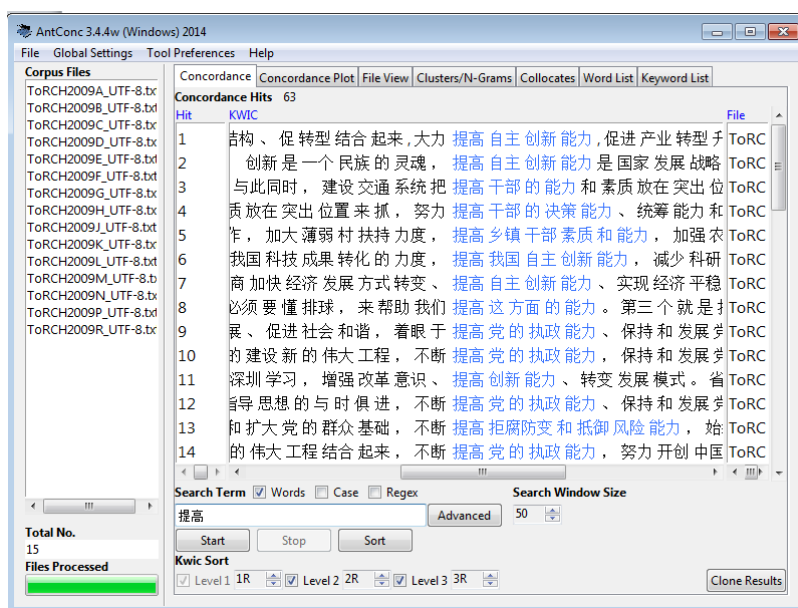 AntConc 3.4.4w (Windows) 2014
File Global Settings Tool Preferences Help
Corpus Files
ToRCH2009A_UTF-8.txt
ToRCH2009B_UTF-8.txt
ToRCH2009C_UTF-8.txt
ToRCH2009D_UTF-8.txt
ToRCH2009E_UTF-8.txt
ToRCH2009F_UTF-8.txt
ToRCH2009G_UTF-8.tx
ToRCH2009H_UTF-8.tx
ToRCH2009J_UTF-8.txt
ToRCH2009K_UTF-8.tx
ToRCH2009L_UTF-8.txt
ToRCH2009M_UTF-8.b
ToRCH2009N_UTF-8.tx
ToRCH2009P_UTF-8.txt
ToRCH2009R_UTF-8.tx
Total No.
15
Files Processed
Concordance Concordance Plot File View Clusters/N-Grams Collocates Word List Keyword List
Concordance Hits 63
Hit KWIC File
1 结构 、 促 转型 结合 起来 ,大力 提高 自主 创新 能力 ,促进 产业 转型 ToRC
2 创新 是 一个 民族 的 灵魂 , 提高 自主 创新 能力 是 国家 发展 战略 ToRC
3 与此同时 , 建设 交通 系统 把 提高 干部 的 能力 和 素质 放在 突出 位 ToRC
4 质 放在 突出 位置 来 抓 , 努力 提高 干部 的 决策 能力 、 统筹 能力 和 ToRC
5 作 , 加大 薄弱 村 扶持 力度 , 提高 乡镇 干部 素质 和 能力 , 加强 农 ToRC
6 我国 科技 成果 转化 的 力度 , 提高 我国 自主 创新 能力 , 减少 科研 ToRC
7 商 加快 经济 发展 方式 转变 、 提高 自主 创新 能力 、 实现 经济 平稳 ToRC
8 必须 要 懂 排球 , 来 帮助 我们 提高 这 方面 的 能力 。 第三 个 就 是 ToRC
9 展 、 促进 社会 和谐 , 着眼 于 提高 党 的 执政 能力 、 保持 和 发展 党 ToRC
10 的 建设 新 的 伟大 工程 , 不断 提高 党 的 执政 能力 , 保持 和 发展 党 ToRC
11 深圳 学习 , 增强 改革 意识 、 提高 创新 能力 、 转变 发展 模式 。 省 ToRC
12 指导 思想 的 与 时 俱 进 , 不断 提高 党 的 执政 能力 、 保持 和 发展 党 ToRC
13 和 扩大 党 的 群众 基础 , 不断 提高 拒腐防变 和 抵御 风险 能力 , 始 ToRC
14 的 伟大 工程 结合 起来 , 不断 提高 党 的 执政 能力 , 努力 开创 中国 ToRC
Search Term Words Case Regex Search Window Size
提高 Advanced 50
Start Stop Sort
Kwic Sort
Level 1 1R Level 2 2R Level 3 3R Clone Results